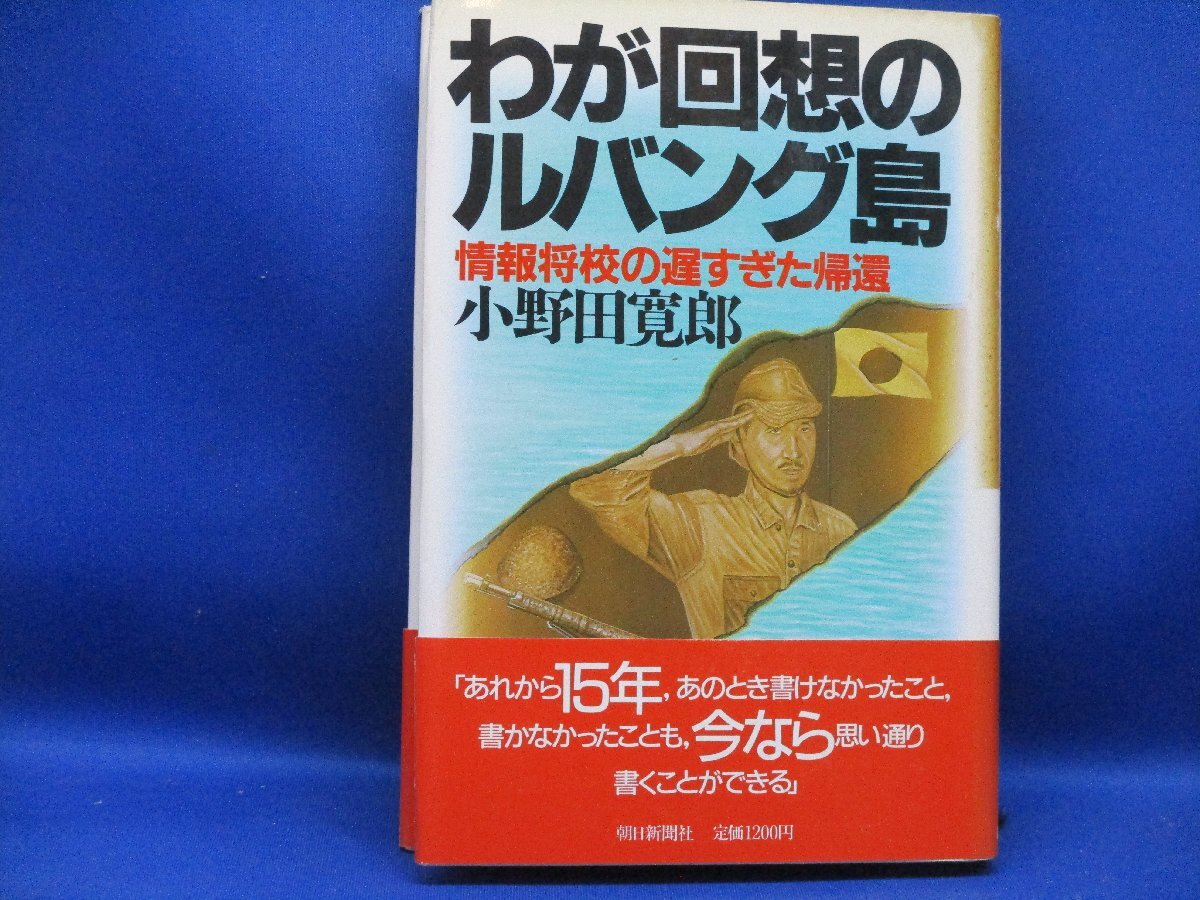 わが回想の
ルバング島
情報将校の遅すぎた帰還
小野田寛郎
「あれから15年,あのとき書けなかったこと,
書かなかったことも,今なら思い通り
書くことができる」
朝日新聞社 定価1200円